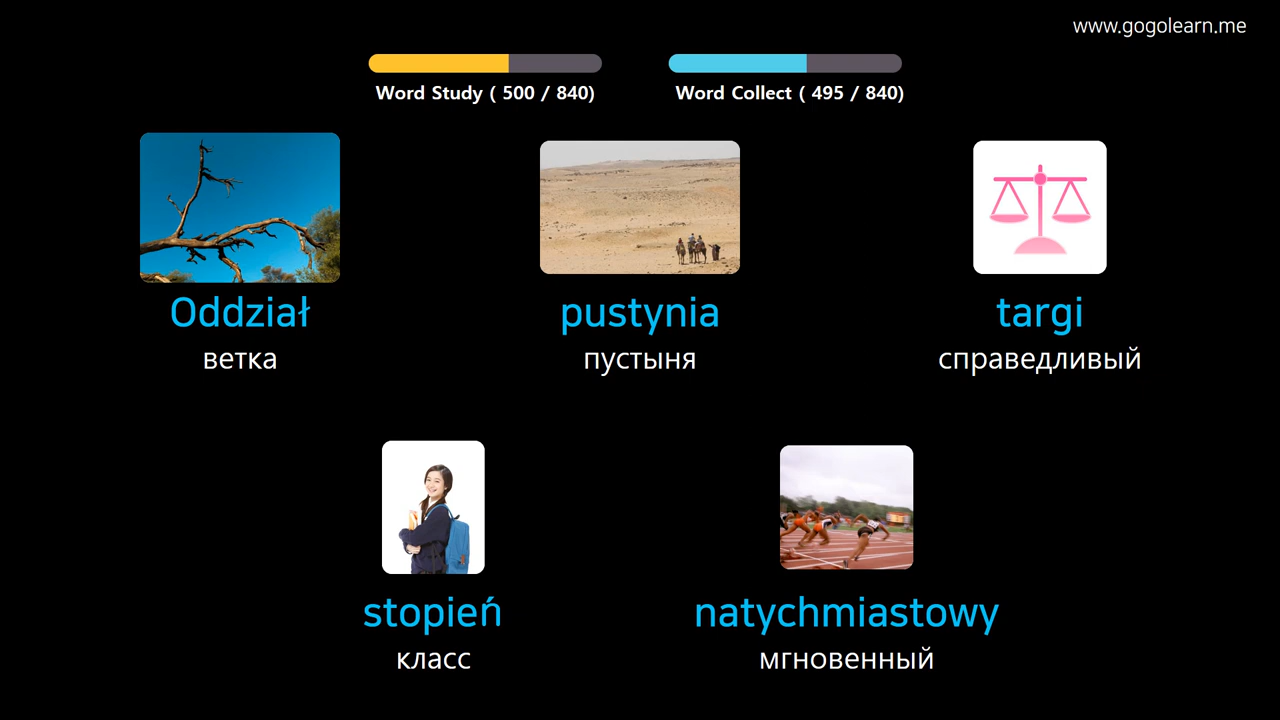 www.gogolearn.me
Word Study ( 500 / 840)
Word Collect ( 495 / 840)
Oddział
ветка
pustynia
пустыня
targi
справедливый
stopień
класс
natychmiastowy
мгновенный